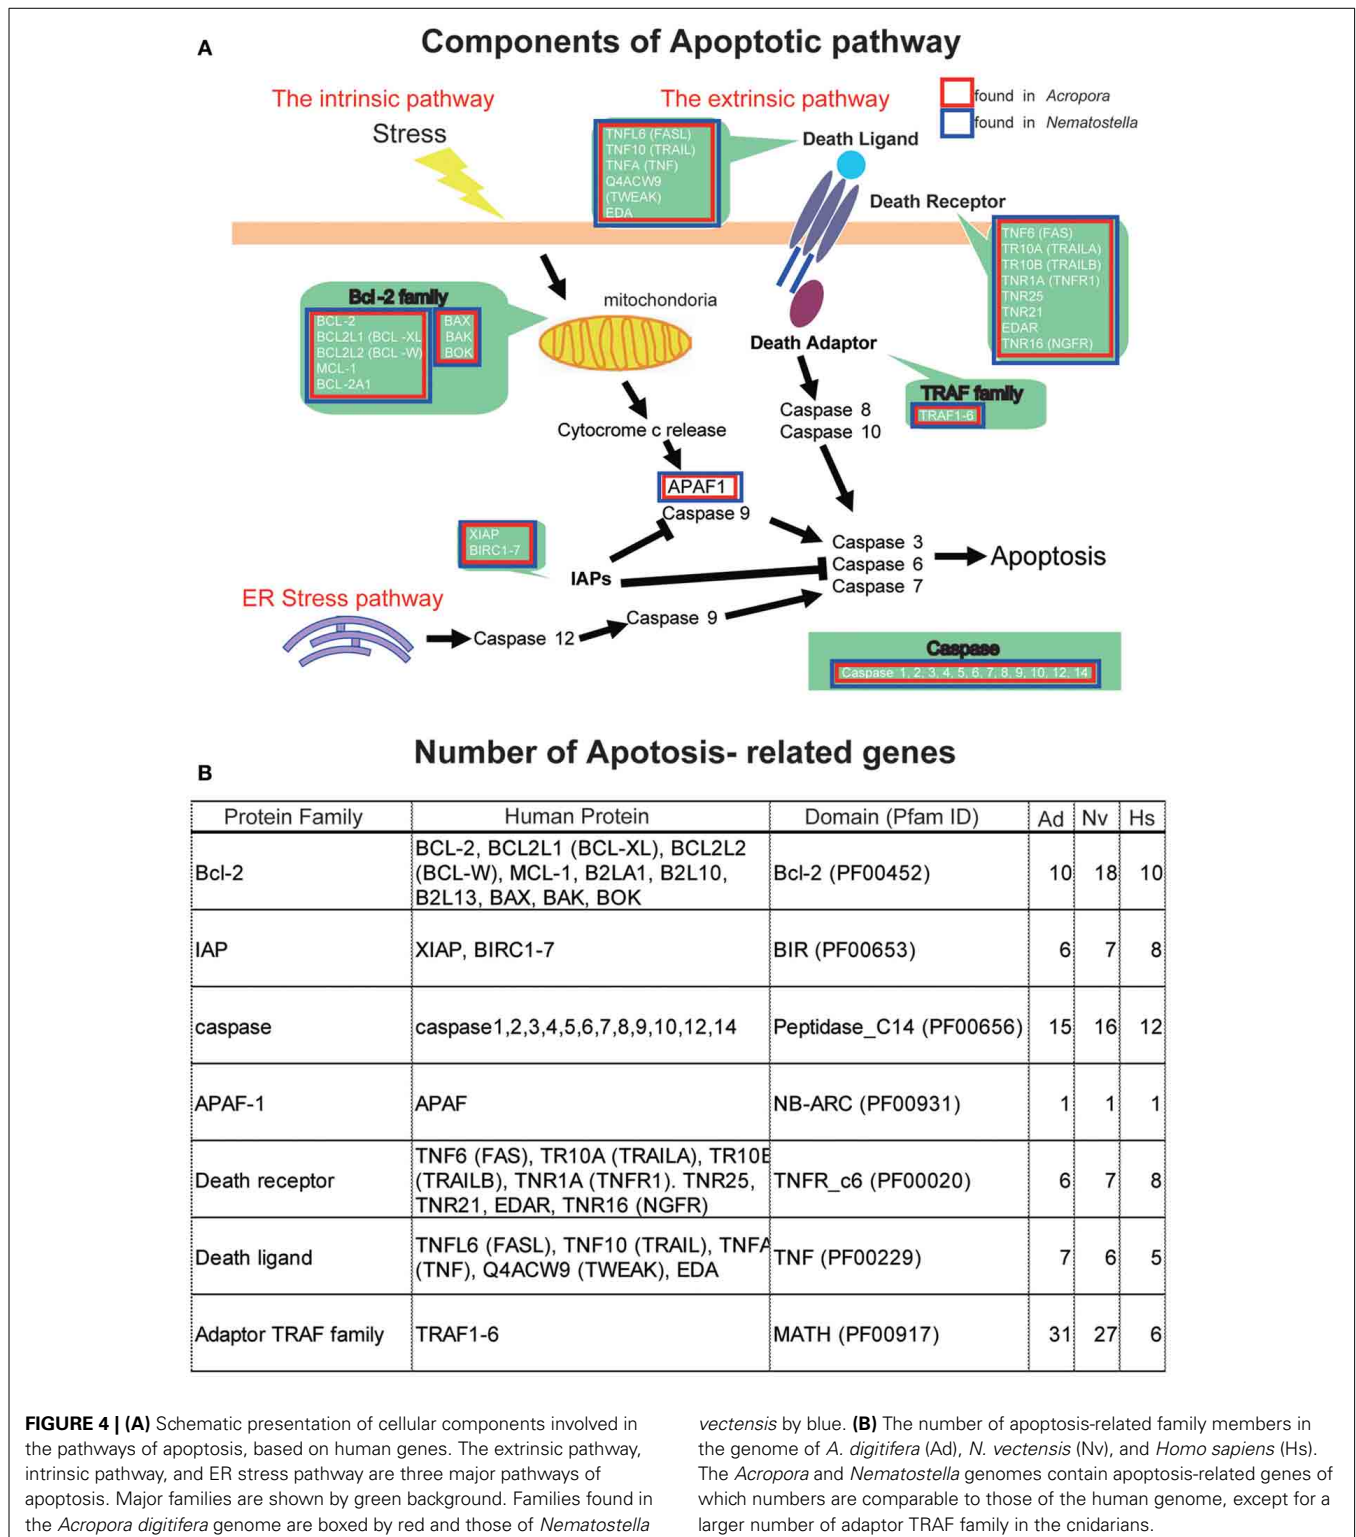 A
Components of Apoptotic pathway
The intrinsic pathway
The extrinsic pathway
found in Acropora
found in Nematostella
Stress
TNFL6 (FASL)
TNF10 (TRAIL)
TNFA (TNF)
Q4ACW9
(TWEAK)
EDA
Death Ligand
Death Receptor
TNF6 (FAS)
TR10A (TRAILA)
TR10B (TRAILB)
TNR1A (TNFR1)
TNR25
TNR21
EDAR
TNR16 (NGFR)
Bcl-2 family
BCL-2
BCL2L1 (BCL -XL
BCL2L2 (BCL -W)
MCL-1
BCL-2A1
BAX
BAK
BOK
mitochondoria
Death Adaptor
TRAF family
TRAF1-6
Caspase 8
Caspase 10
Cytocrome c release
APAF1
Caspase 9
XIAP
BIRC1-7
IAPs
Caspase 3
Caspase 6
Caspase 7
Apoptosis
ER Stress pathway
Caspase 12
Caspase 9
Caspase
Caspase 1, 2, 3, 4, 5, 6, 7, 8, 9, 10, 12, 14
B
Number of Apotosis- related genes
Protein Family Human Protein Domain (Pfam ID) Ad Nv Hs
BCL-2, BCL2L1 (BCL-XL), BCL2L2
Bcl-2 (BCL-W), MCL-1, B2LA1, B2L10, Bcl-2 (PF00452) 10 18 10
B2L13, BAX, BAK, BOK
IAP XIAP, BIRC1-7 BIR (PF00653) 6 7 8
caspase caspase1,2,3,4,5,6,7,8,9,10,12,14 Peptidase_C14 (PF00656) 15 16 12
APAF-1 APAF NB-ARC (PF00931) 1 1 1
TNF6 (FAS), TR10A (TRAILA), TR10B
Death receptor (TRAILB), TNR1A (TNFR1). TNR25, TNFR_c6 (PF00020) 6 7 8
TNR21, EDAR, TNR16 (NGFR)
TNFL6 (FASL), TNF10 (TRAIL), TNFA
Death ligand (TNF), Q4ACW9 (TWEAK), EDA TNF (PF00229) 7 6 5
Adaptor TRAF family TRAF1-6 MATH (PF00917) 31 27 6
FIGURE 4 | (A) Schematic presentation of cellular components involved in
the pathways of apoptosis, based on human genes. The extrinsic pathway,
intrinsic pathway, and ER stress pathway are three major pathways of
apoptosis. Major families are shown by green background. Families found in
the Acropora digitifera genome are boxed by red and those of Nematostella
vectensis by blue. (B) The number of apoptosis-related family members in
the genome of A. digitifera (Ad), N. vectensis (Nv), and Homo sapiens (Hs).
The Acropora and Nematostella genomes contain apoptosis-related genes of
which numbers are comparable to those of the human genome, except for a
larger number of adaptor TRAF family in the cnidarians.